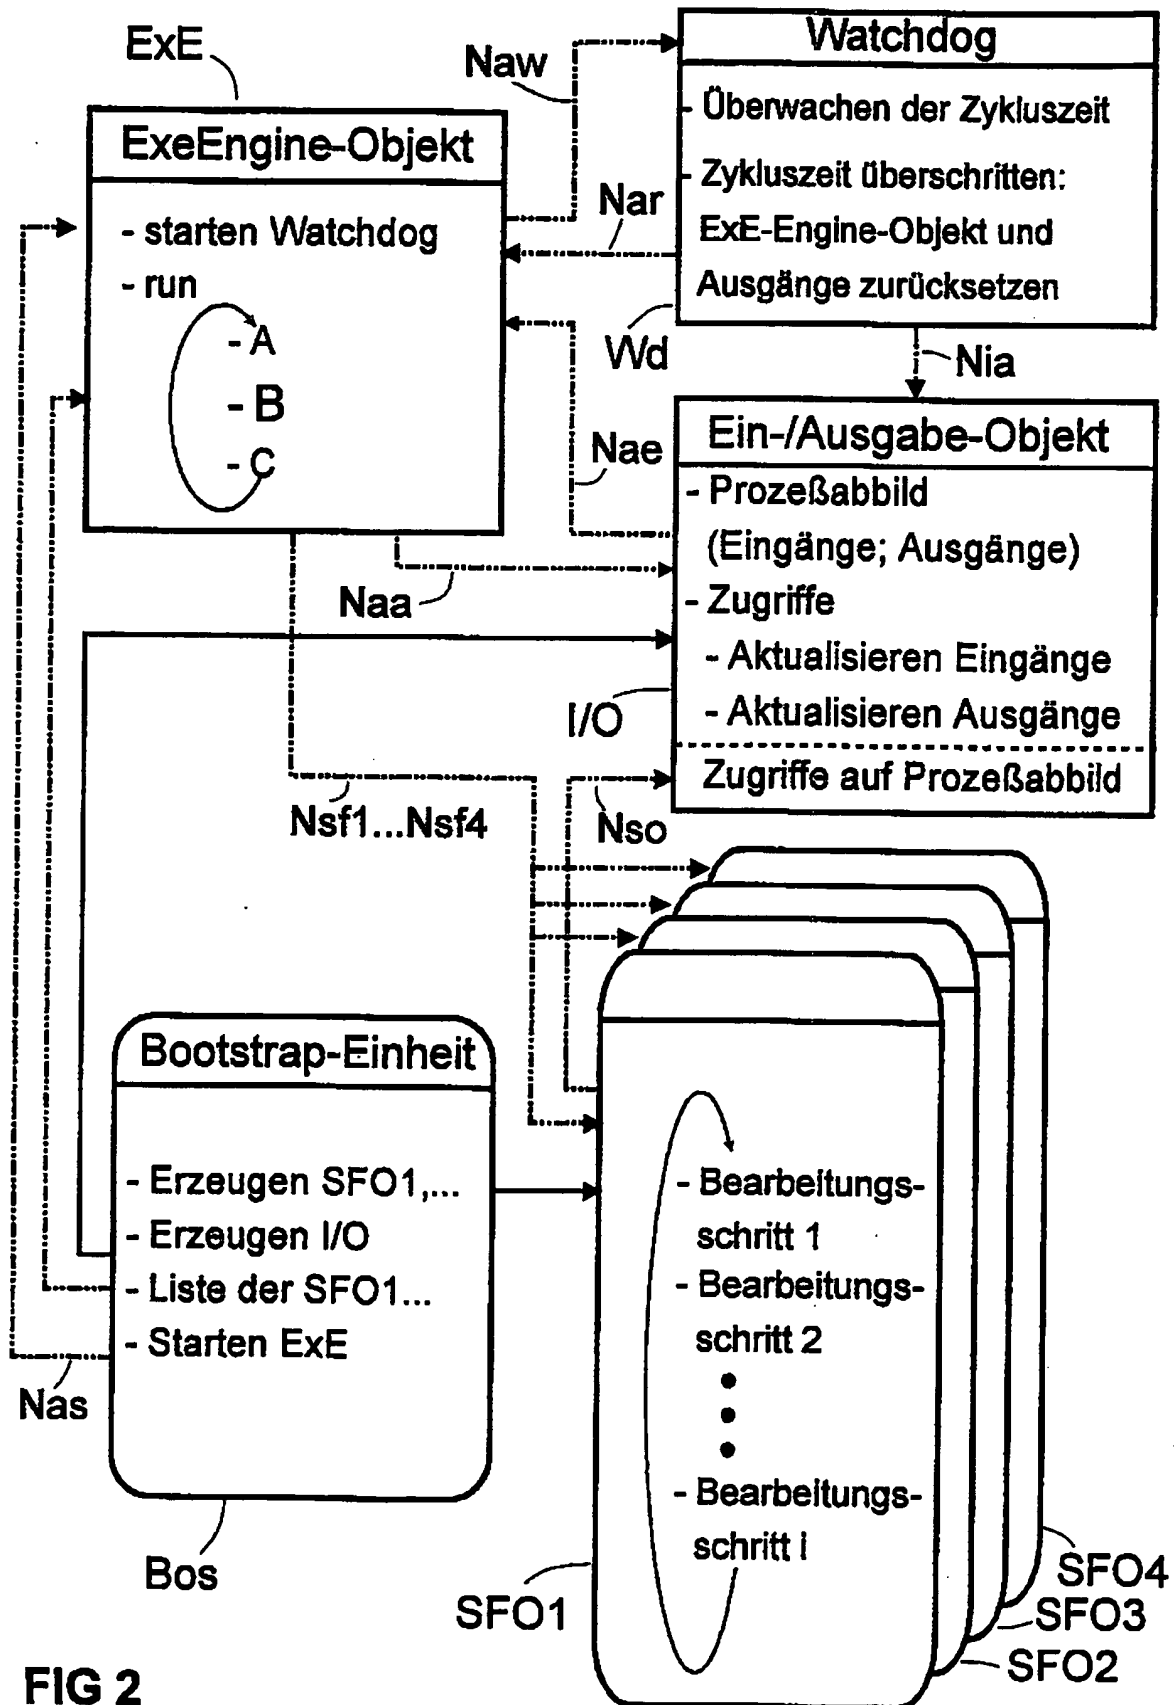 ExE
Naw
Watchdog
- Überwachen der Zykluszeit
- Zykluszeit überschritten:
ExE-Engine-Objekt und
Ausgänge zurücksetzen
ExeEngine-Objekt
- starten Watchdog
- run
- A
- B
- C
Nar
Wd
Nia
Nae
Naa
Ein-/Ausgabe-Objekt
- Prozeßabbild
(Eingänge; Ausgänge)
- Zugriffe
- Aktualisieren Eingänge
- Aktualisieren Ausgänge
Zugriffe auf Prozeßabbild
I/O
Nsf1...Nsf4
Nso
Bootstrap-Einheit
- Erzeugen SFO1,...
- Erzeugen I/O
- Liste der SFO1...
- Starten ExE
Nas
Bos
- Bearbeitungs-
schritt 1
- Bearbeitungs-
schritt 2
- Bearbeitungs-
schritt i
SFO1
SFO4
SFO3
SFO2
FIG 2